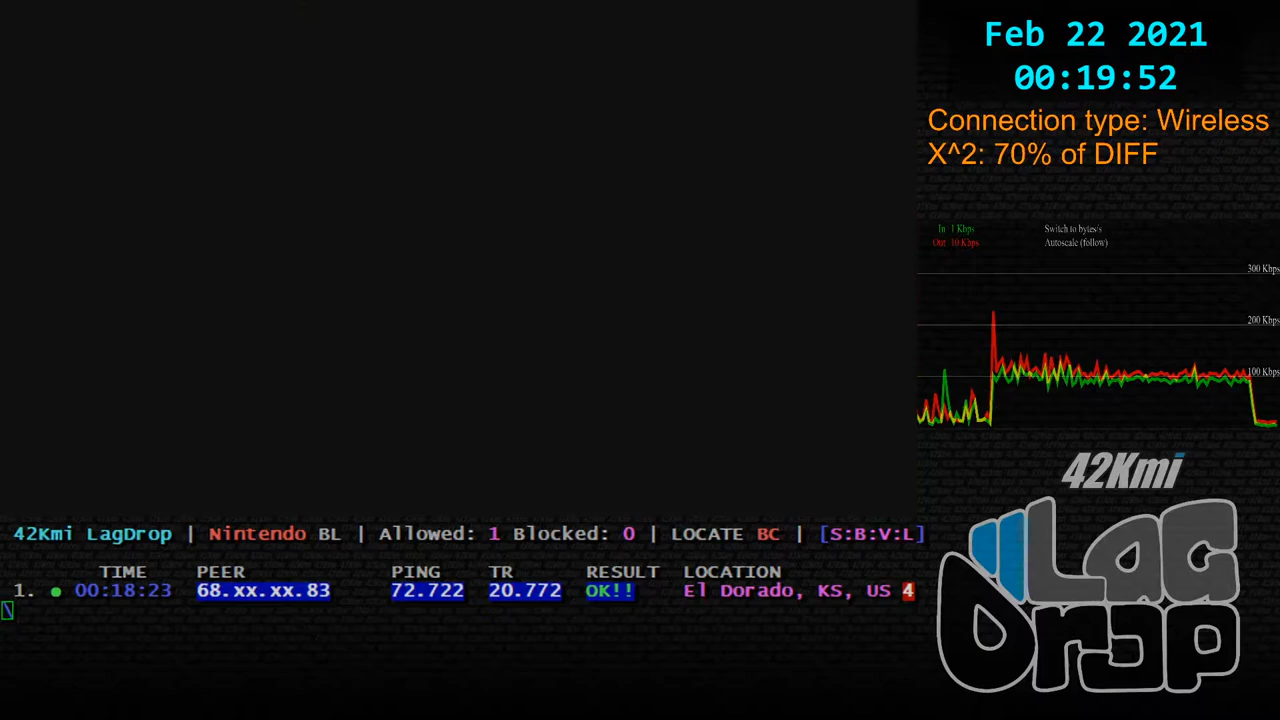 Feb 22 2021
00:19:52
Connection type: Wireless
X^2: 70% of DIFF
In 1 Kbps
Switch to bytes/s
Out 10 Kbps
Autoscale (follow)
300 Kbps
200 Kbps
100 Kbps
42Kmi
LagDrop
42Kmi LagDrop | Nintendo BL | Allowed: 1 Blocked: 0 | LOCATE BC | [S:B:V:L]
TIME PEER PING TR RESULT LOCATION
1. 00:18:23 68.xx.xx.83 72.722 20.772 OK!! El Dorado, KS, US 4
\